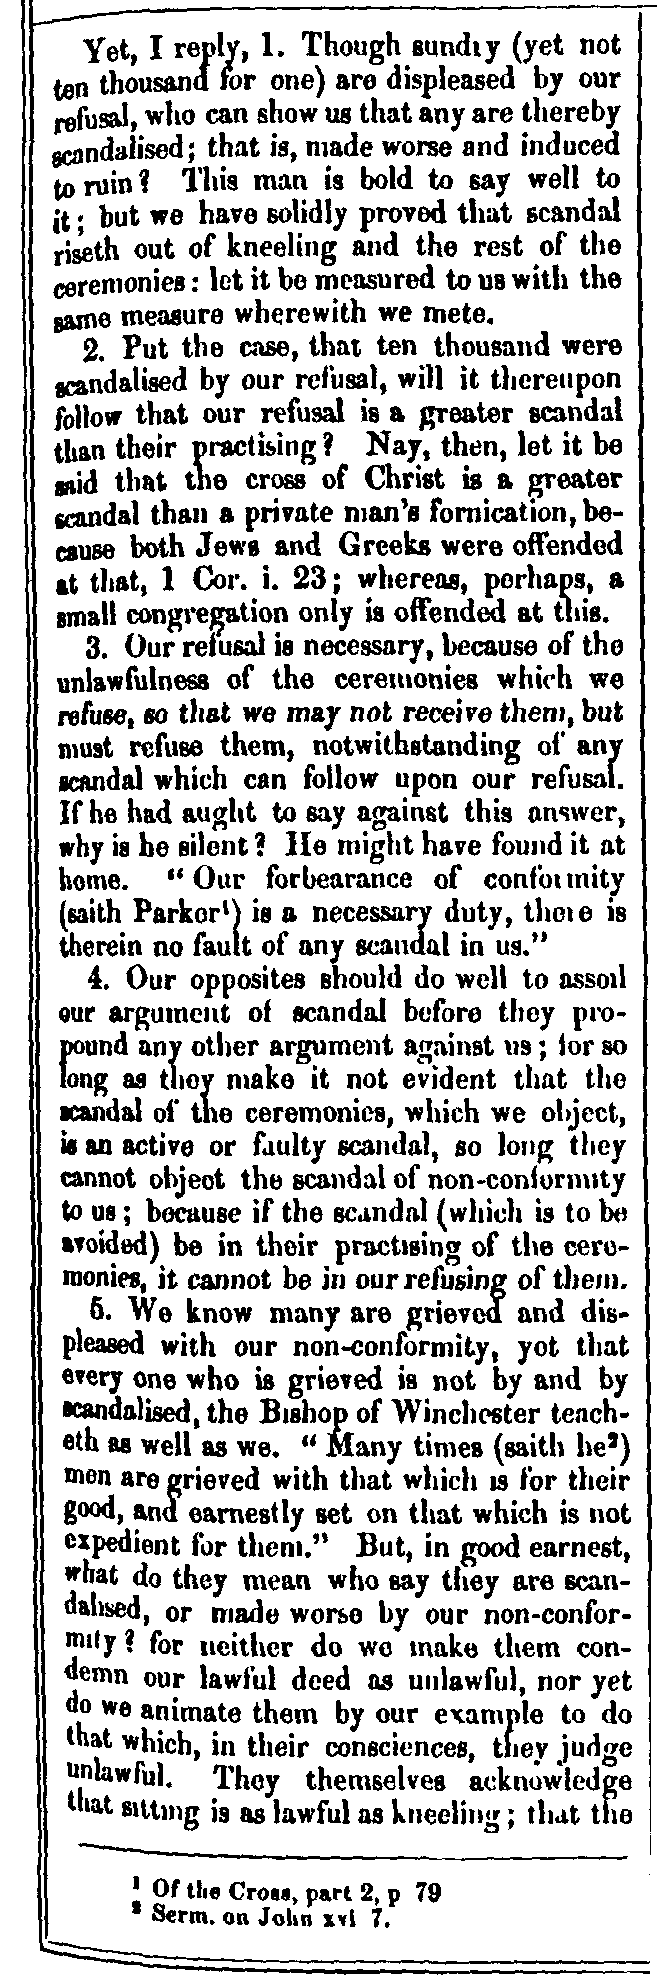 Yet, I reply, 1. Though sundry (yet not
ten thousand for one) are displeased by our
refusal, who can show us that any are thereby
scandalised; that is, made worse and induced
to ruin? This man is bold to say well to
it; but we have solidly proved that scandal
riseth out of kneeling and the rest of the
ceremonies: let it be measured to us with the
same measure wherewith we mete.
2. Put the case, that ten thousand were
scandalised by our refusal, will it thereupon
follow that our refusal is a greater scandal
than their practising? Nay, then, let it be
said that the cross of Christ is a greater
scandal than a private man's fornication, be-
cause both Jews and Greeks were offended
at that, 1 Cor. i. 23; whereas, perhaps, a
small congregation only is offended at this.
3. Our refusal is necessary, because of the
unlawfulness of the ceremonies which we
refuse, so that we may not receive them, but
must refuse them, notwithstanding of any
scandal which can follow upon our refusal.
If he had aught to say against this answer,
why is he silent? He might have found it at
home. "Our forbearance of conformity
(saith Parker¹) is a necessary duty, there is
therein no fault of any scandal in us."
4. Our opposites should do well to assoil
our argument of scandal before they pro-
pound any other argument against us; for so
long as they make it not evident that the
scandal of the ceremonies, which we object,
is an active or faulty scandal, so long they
cannot object the scandal of non-conformity
to us; because if the scandal (which is to be
avoided) be in their practising of the cere-
monies, it cannot be in our refusing of them.
5. We know many are grieved and dis-
pleased with our non-conformity, yet that
every one who is grieved is not by and by
scandalised, the Bishop of Winchester teach-
eth as well as we. "Many times (saith he²)
men are grieved with that which is for their
good, and earnestly set on that which is not
expedient for them." But, in good earnest,
what do they mean who say they are scan-
dalised, or made worse by our non-confor-
mity? for neither do we make them con-
demn our lawful deed as unlawful, nor yet
do we animate them by our example to do
that which, in their consciences, they judge
unlawful. They themselves acknowledge
that sitting is as lawful as kneeling; that the
¹ Of the Cross, part 2, p 79
² Serm. on John xvi 7.